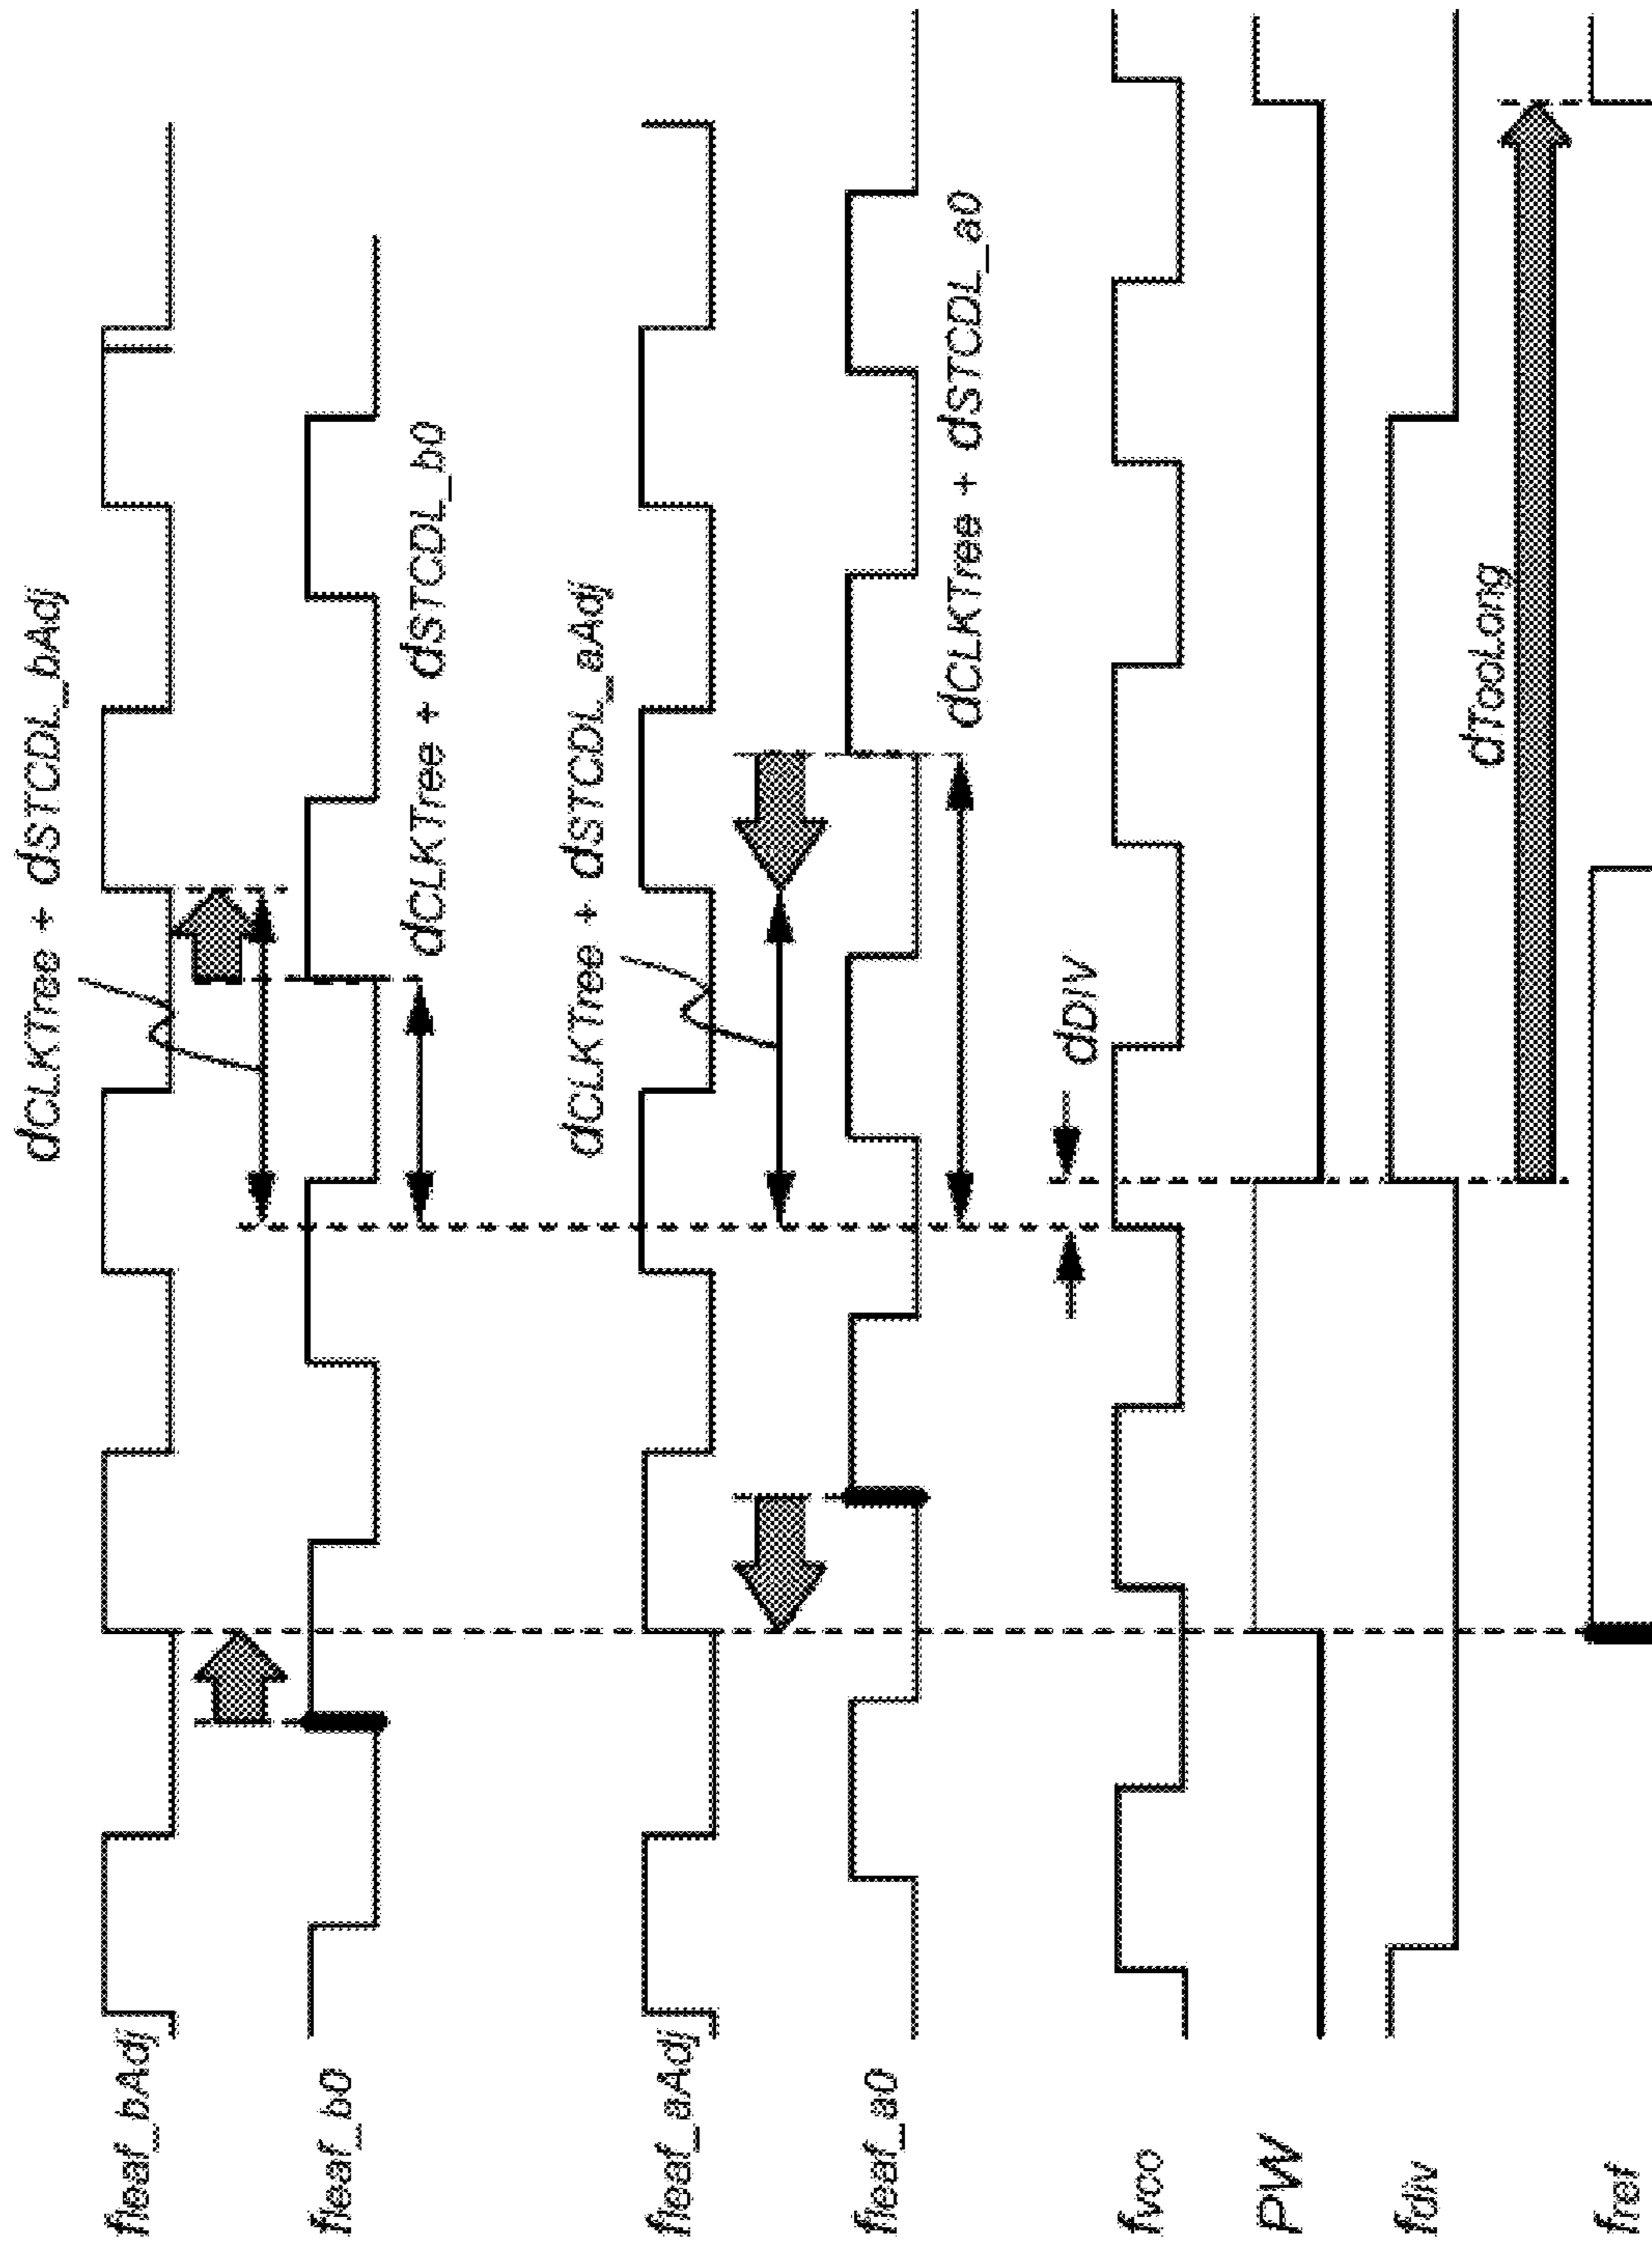 fleaf_bAdj
dCLKTree + dSTCDL_bAdj
fleaf_b0
dCLKTree + dSTCDL_b0
fleaf_aAdj
dCLKTree + dSTCDL_aAdj
fleaf_a0
dCLKTree + dSTCDL_a0
fvco
dDIV
PW
fdiv
dTooLong
fref